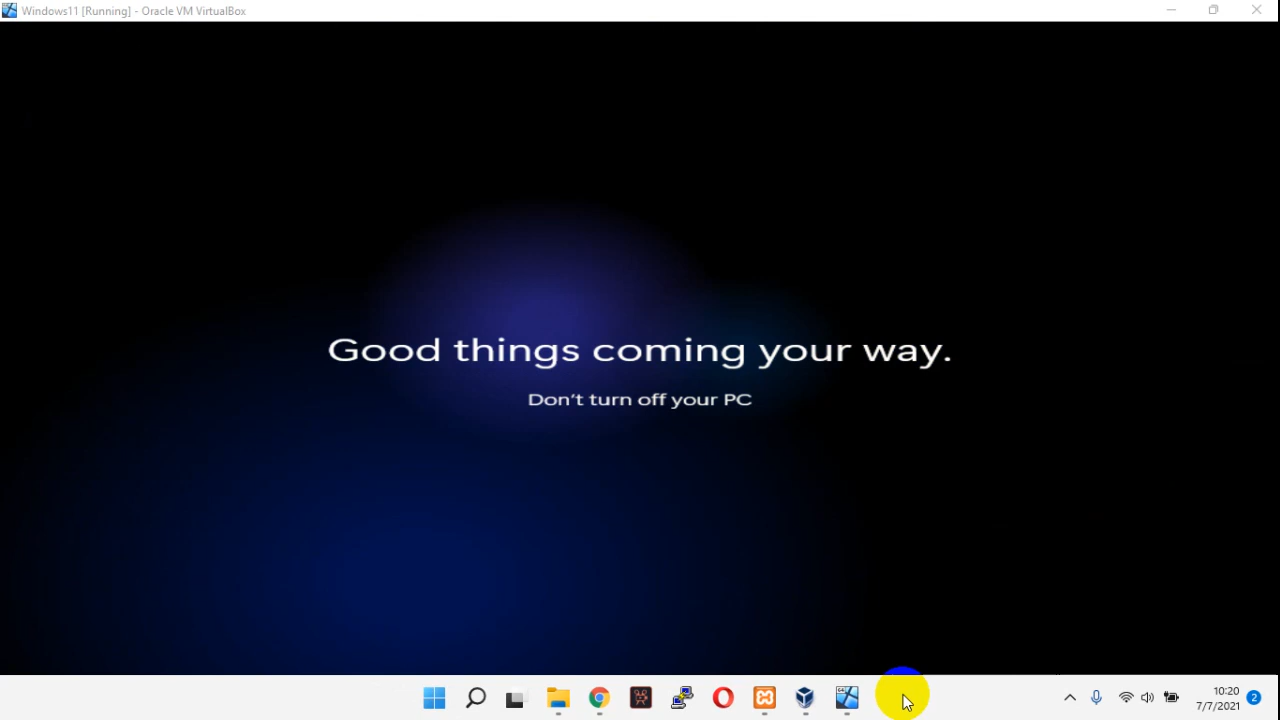 Windows11 [Running] - Oracle VM VirtualBox
Good things coming your way.
Don't turn off your PC
10:20
7/7/2021
2